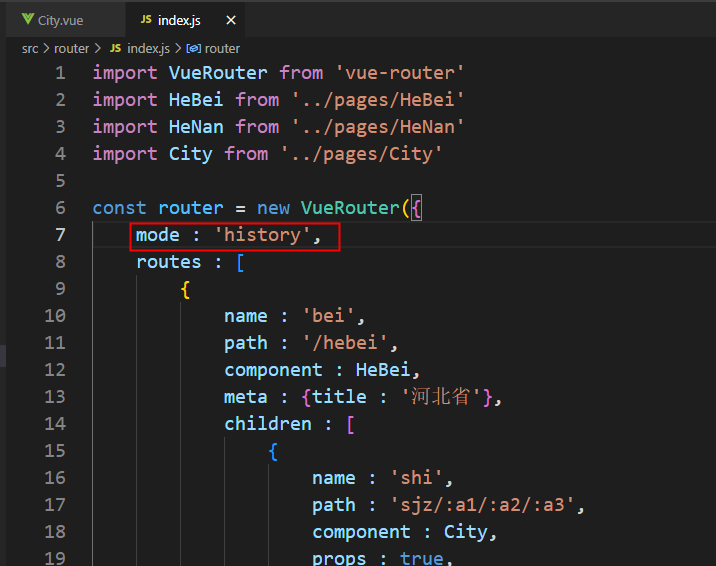 City.vue JS index.js ×
src > router > JS index.js > router
1 import VueRouter from 'vue-router'
2 import HeBei from '../pages/HeBei'
3 import HeNan from '../pages/HeNan'
4 import City from '../pages/City'
5
6 const router = new VueRouter({
7 mode : 'history',
8 routes : [
9 {
10 name : 'bei',
11 path : '/hebei',
12 component : HeBei,
13 meta : {title : '河北省'},
14 children : [
15 {
16 name : 'shi',
17 path : 'sjz/:a1/:a2/:a3',
18 component : City,
19 props : true,